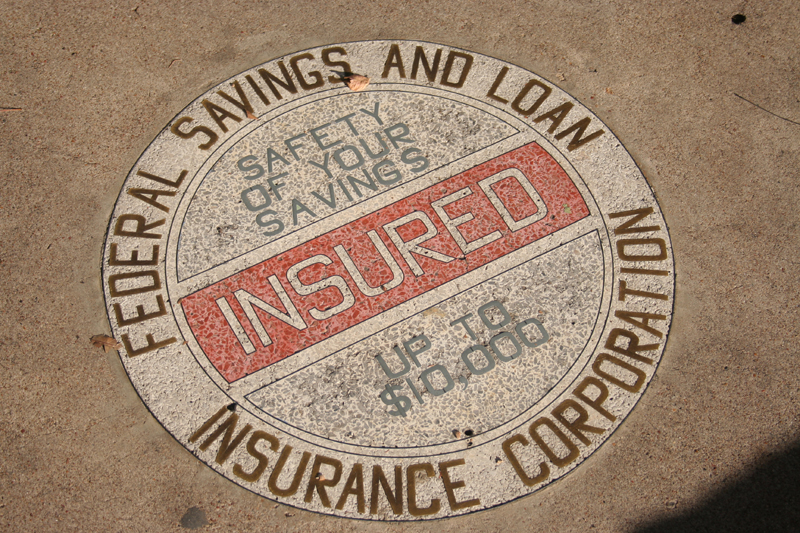 FEDERAL SAVINGS AND LOAN
INSURANCE CORPORATION
SAFETY
OF YOUR
SAVINGS
INSURED
UP TO
$10,000